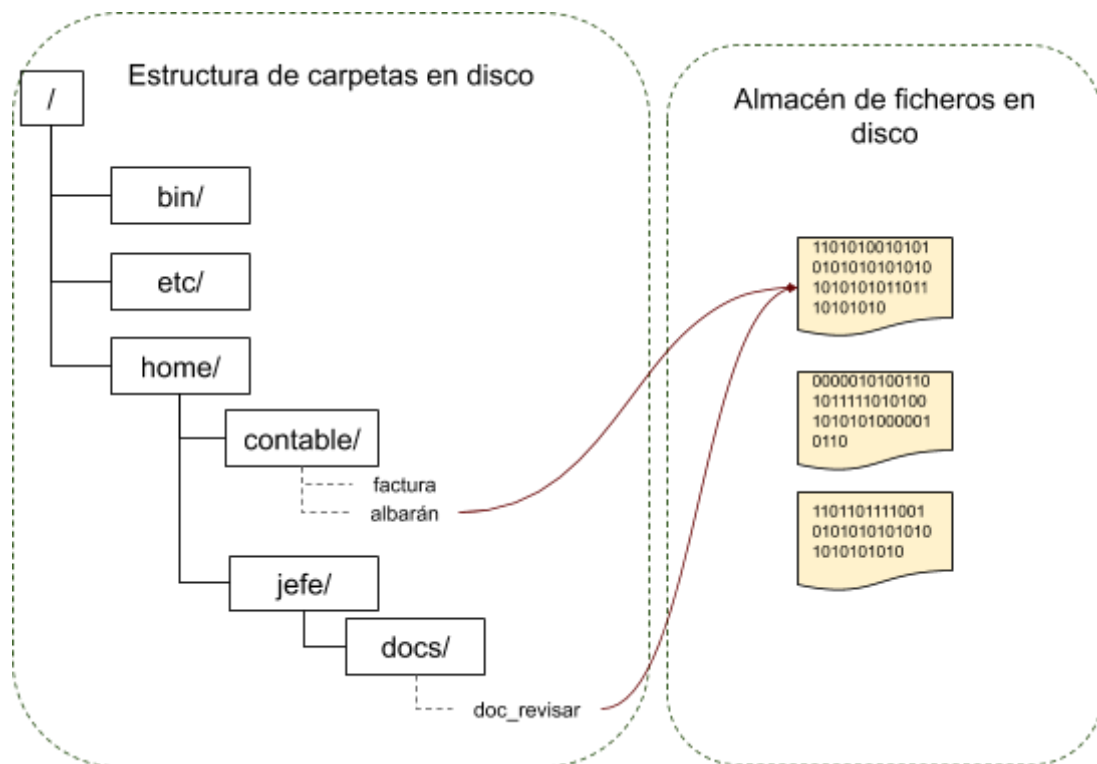 Estructura de carpetas en disco
/
bin/
etc/
home/
contable/
factura
albarán
jefe/
docs/
doc_revisar
Almacén de ficheros en
disco
1101010010101
0101010101010
1010101011011
10101010
0000010100110
1011111010100
1010101000001
0110
1101101111001
0101010101010
1010101010